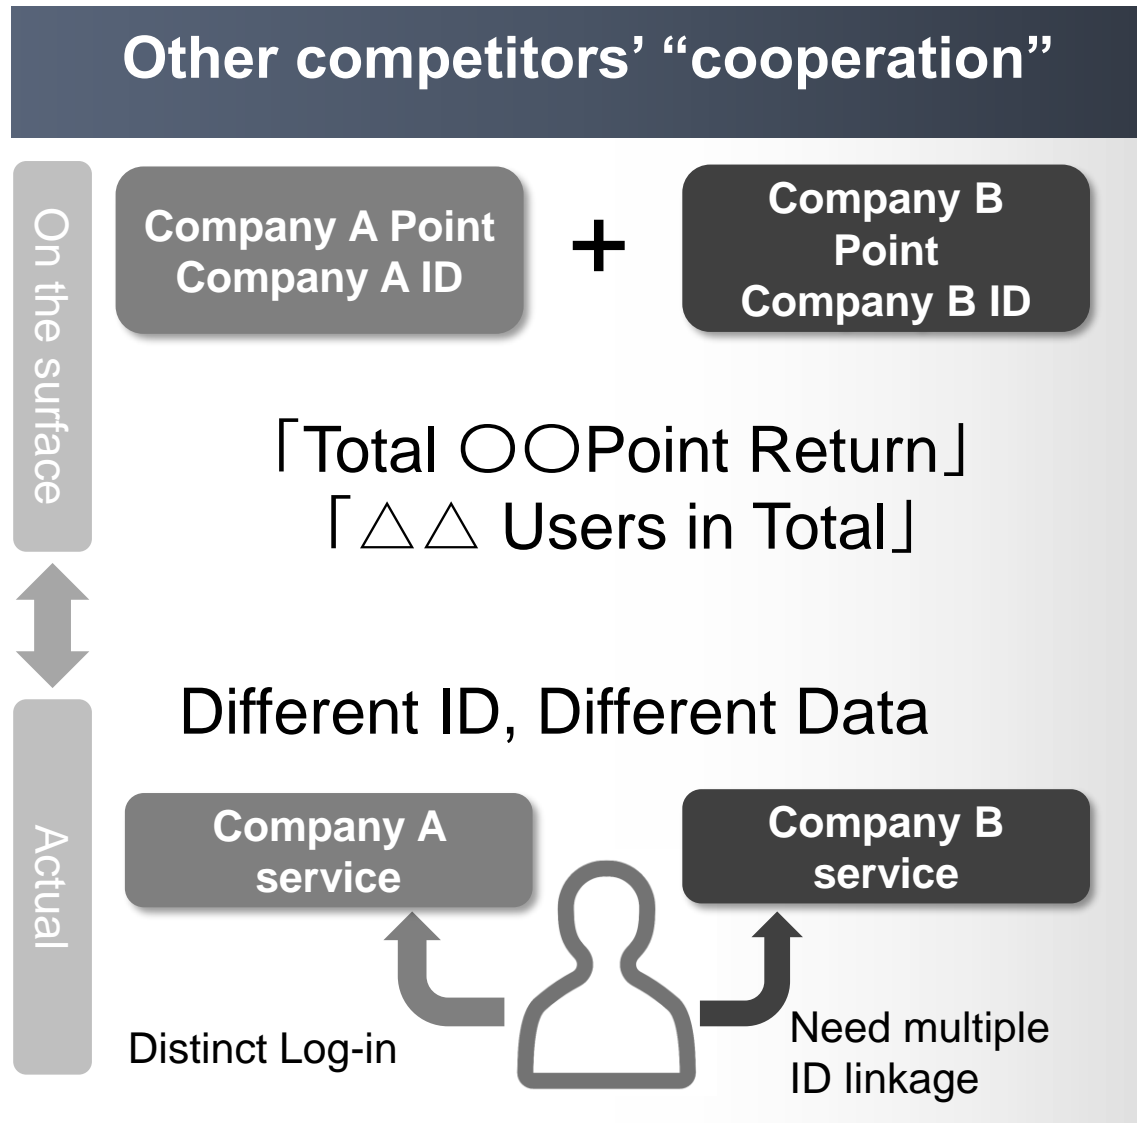 Other competitors’ “cooperation”
On the surface
Company A Point
Company A ID
+
Company B
Point
Company B ID
「Total 〇〇Point Return」
「△△ Users in Total」
Actual
Different ID, Different Data
Company A
service
Company B
service
Distinct Log-in
Need multiple
ID linkage